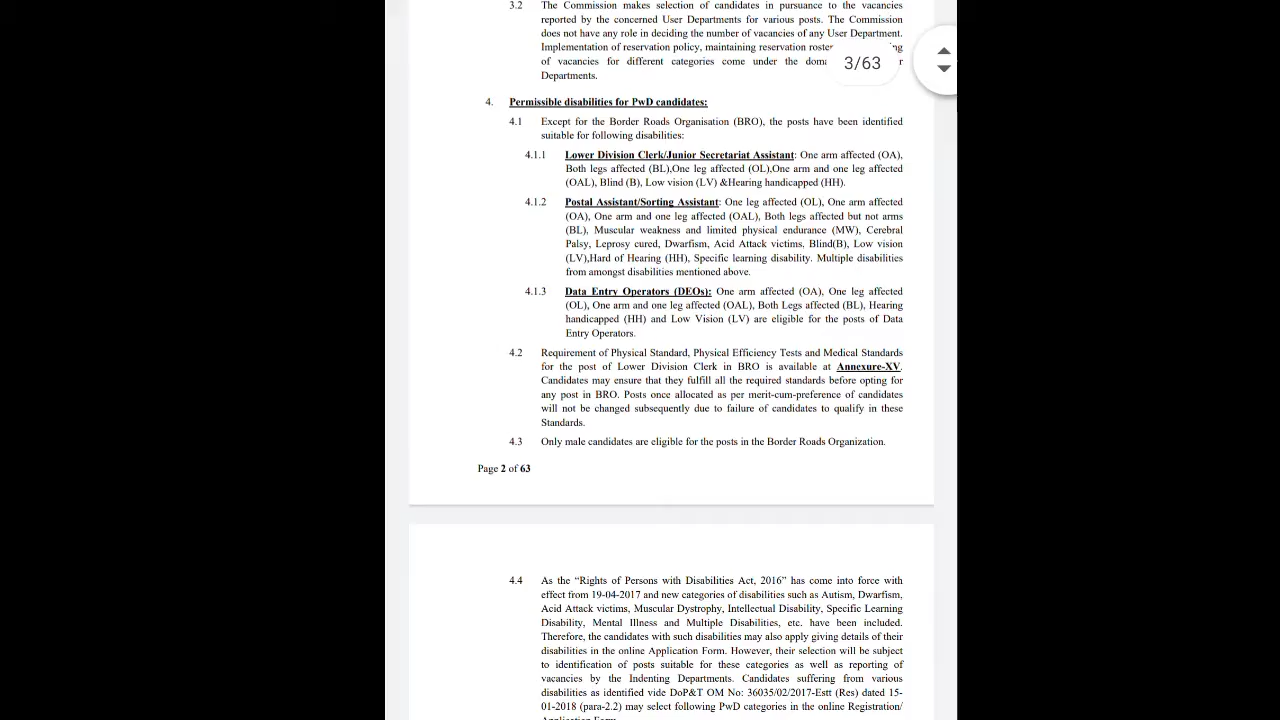 3.2 The Commission makes selection of candidates in pursuance to the vacancies
reported by the concerned User Departments for various posts. The Commission
does not have any role in deciding the number of vacancies of any User Department.
Implementation of reservation policy, maintaining reservation roster
of vacancies for different categories come under the
Departments.
3/63
4. Permissible disabilities for PwD candidates:
4.1 Except for the Border Roads Organisation (BRO), the posts have been identified
suitable for following disabilities:
4.1.1 Lower Division Clerk/Junior Secretariat Assistant: One arm affected (OA),
Both legs affected (BL),One leg affected (OL),One arm and one leg affected
(OAL), Blind (B), Low vision (LV) &Hearing handicapped (HH).
4.1.2 Postal Assistant/Sorting Assistant: One leg affected (OL), One arm affected
(OA), One arm and one leg affected (OAL), Both legs affected but not arms
(BL), Muscular weakness and limited physical endurance (MW), Cerebral
Palsy, Leprosy cured, Dwarfism, Acid Attack victims, Blind(B), Low vision
(LV),Hard of Hearing (HH), Specific learning disability. Multiple disabilities
from amongst disabilities mentioned above.
4.1.3 Data Entry Operators (DEOs): One arm affected (OA), One leg affected
(OL), One arm and one leg affected (OAL), Both Legs affected (BL), Hearing
handicapped (HH) and Low Vision (LV) are eligible for the posts of Data
Entry Operators.
4.2 Requirement of Physical Standard, Physical Efficiency Tests and Medical Standards
for the post of Lower Division Clerk in BRO is available at Annexure-XV.
Candidates may ensure that they fulfill all the required standards before opting for
any post in BRO. Posts once allocated as per merit-cum-preference of candidates
will not be changed subsequently due to failure of candidates to qualify in these
Standards.
4.3 Only male candidates are eligible for the posts in the Border Roads Organization.
Page 2 of 63
4.4 As the “Rights of Persons with Disabilities Act, 2016” has come into force with
effect from 19-04-2017 and new categories of disabilities such as Autism, Dwarfism,
Acid Attack victims, Muscular Dystrophy, Intellectual Disability, Specific Learning
Disability, Mental Illness and Multiple Disabilities, etc. have been included.
Therefore, the candidates with such disabilities may also apply giving details of their
disabilities in the online Application Form. However, their selection will be subject
to identification of posts suitable for these categories as well as reporting of
vacancies by the Indenting Departments. Candidates suffering from various
disabilities as identified vide DoP&T OM No: 36035/02/2017-Estt (Res) dated 15-
01-2018 (para-2.2) may select following PwD categories in the online Registration/
Application Form.